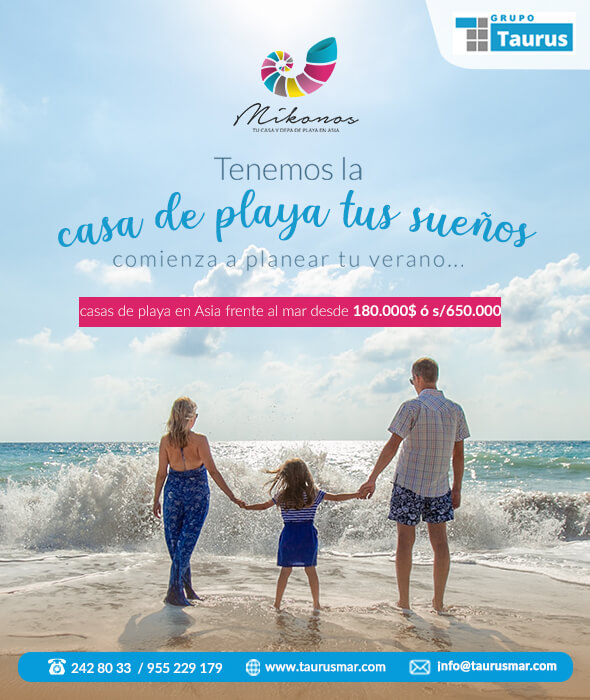 GRUPO
Taurus
Mikonos
TU CASA Y DEPA DE PLAYA EN ASIA
Tenemos la
casa de playa tus sueños
comienza a planear tu verano...
casas de playa en Asia frente al mar desde 180.000$ ó s/650.000
242 80 33 / 955 229 179 www.taurusmar.com info@taurusmar.com